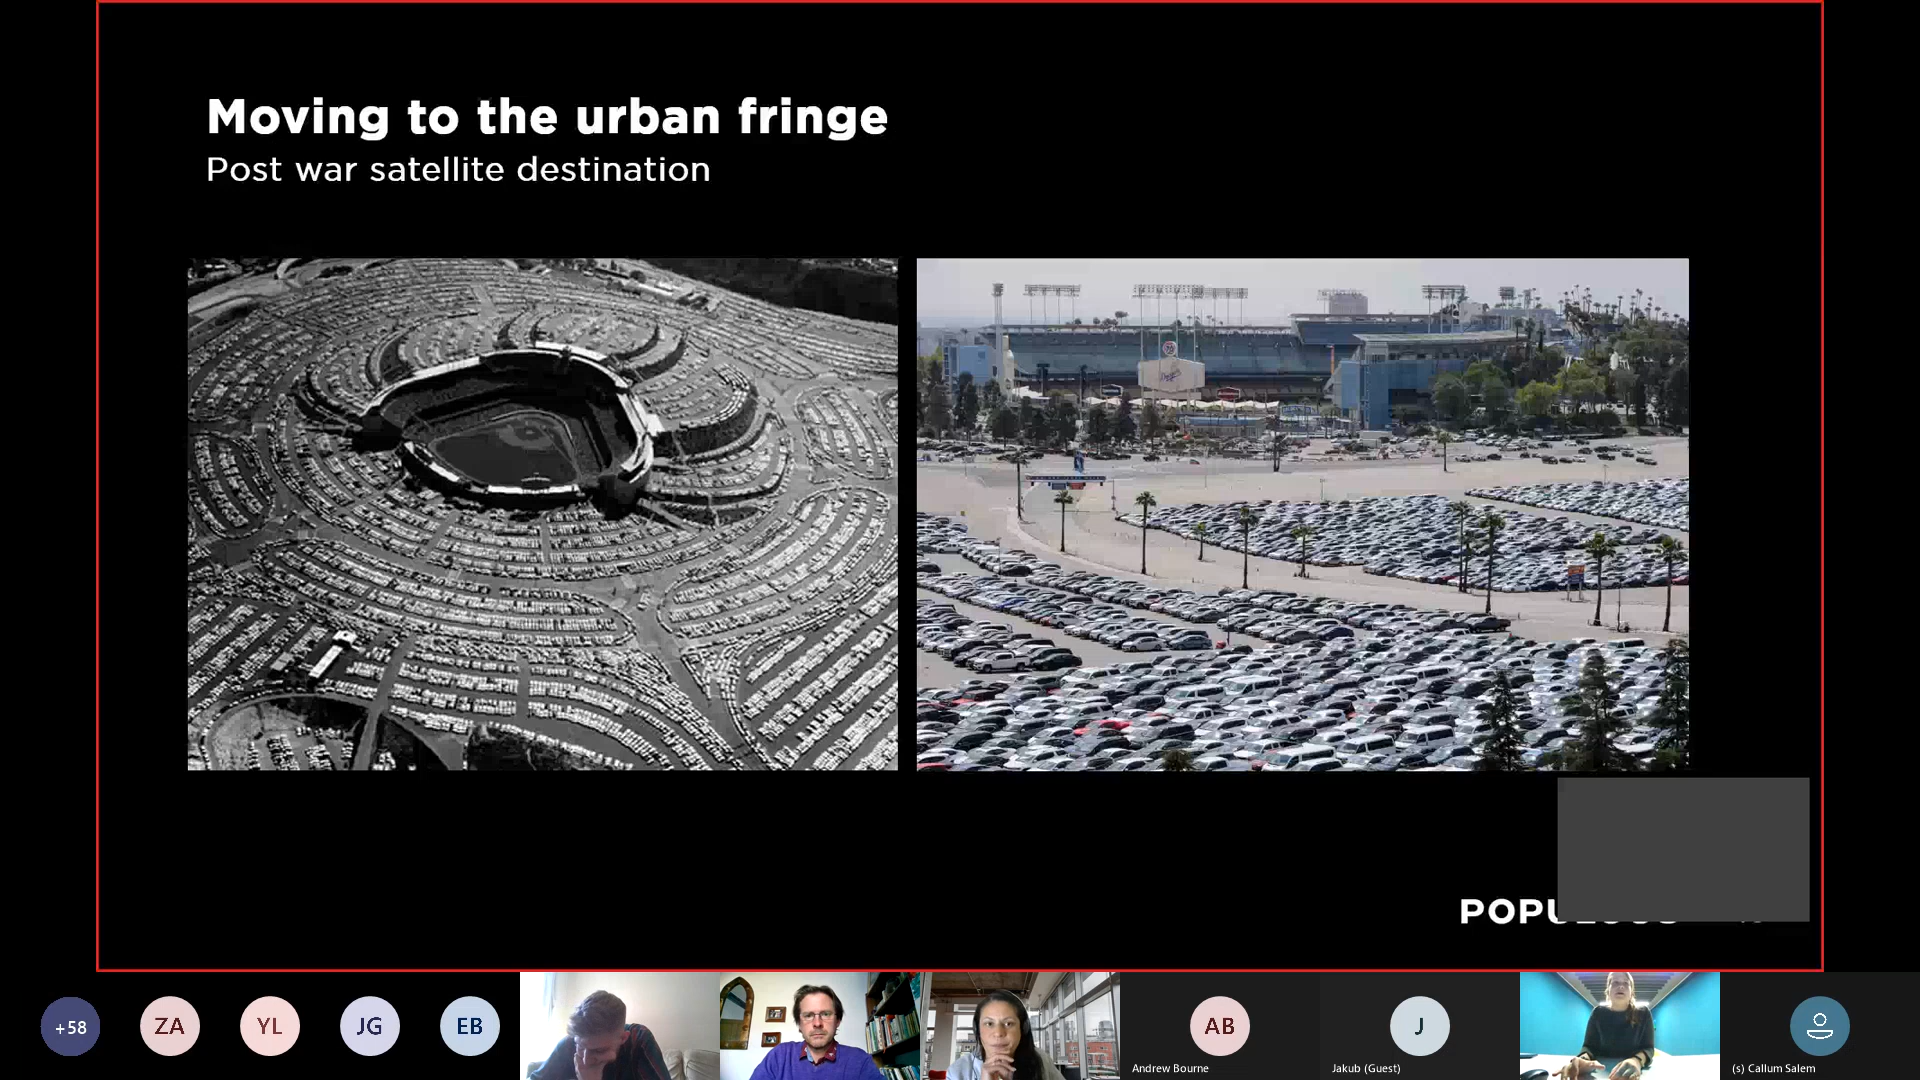 Moving to the urban fringe
Post war satellite destination
+58
ZA
YL
JG
EB
AB
Andrew Bourne
J
Jakub (Guest)
(s) Callum Salem